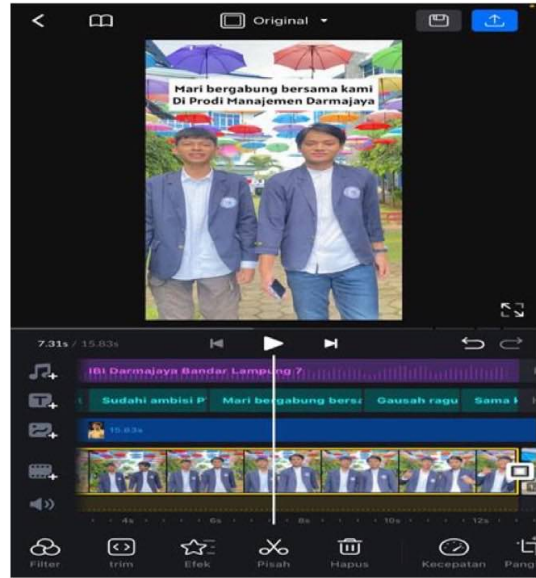 Original
Mari bergabung bersama kami
Di Prodi Manajemen Darmajaya
7.31s / 15.83s
IBI Darmajaya Bandar Lampung 7
t Sudahi ambisi P Mari bergabung bersa Gausah ragu Sama k
15.83s
4s 6s 8s 10s 12s
Filter trim Efek Pisah Hapus Kecepatan Pang